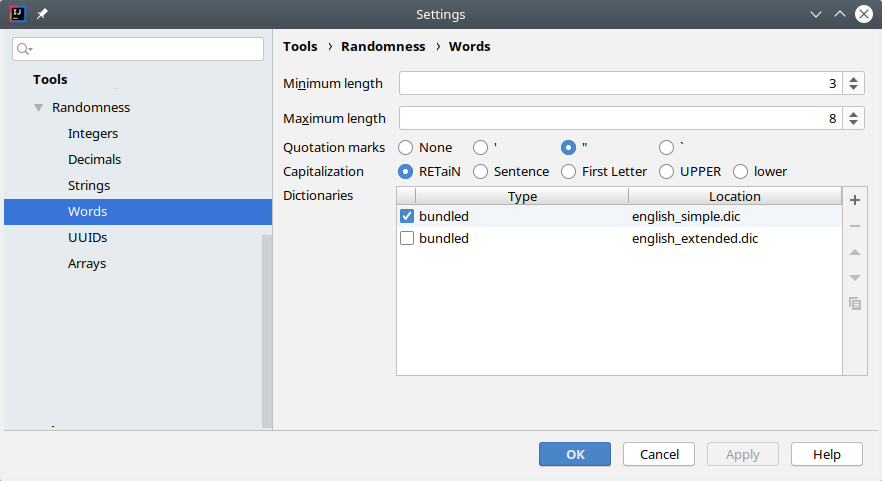 Settings
Tools
Randomness
Integers
Decimals
Strings
Words
UUIDs
Arrays
Tools › Randomness › Words
Minimum length 3
Maximum length 8
Quotation marks None ' " `
Capitalization RETaiN Sentence First Letter UPPER lower
Dictionaries
Type Location
bundled english_simple.dic
bundled english_extended.dic
OK Cancel Apply Help